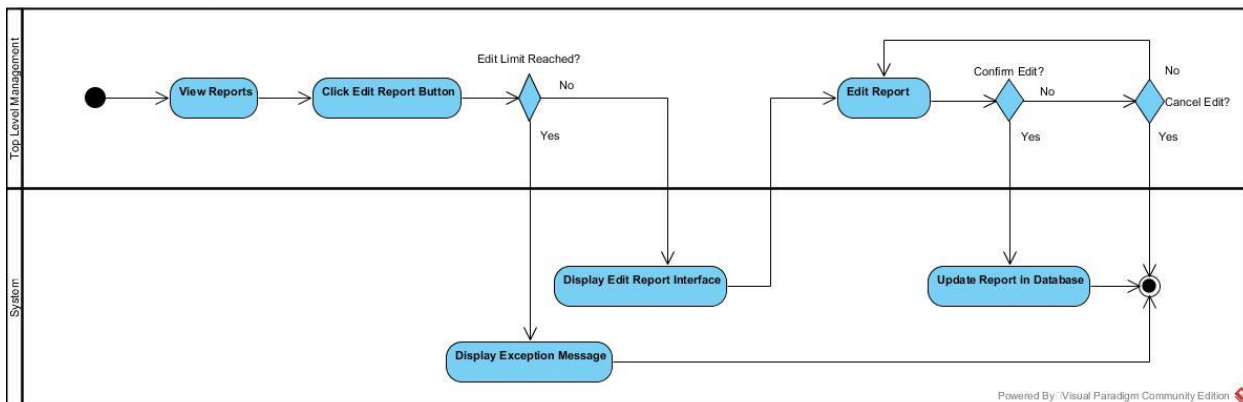 Top Level Management
Edit Limit Reached?
View Reports
Click Edit Report Button
No
Yes
Edit Report
Confirm Edit?
No
Yes
No
Cancel Edit?
Yes
System
Display Edit Report Interface
Update Report in Database
Display Exception Message
Powered By Visual Paradigm Community Edition